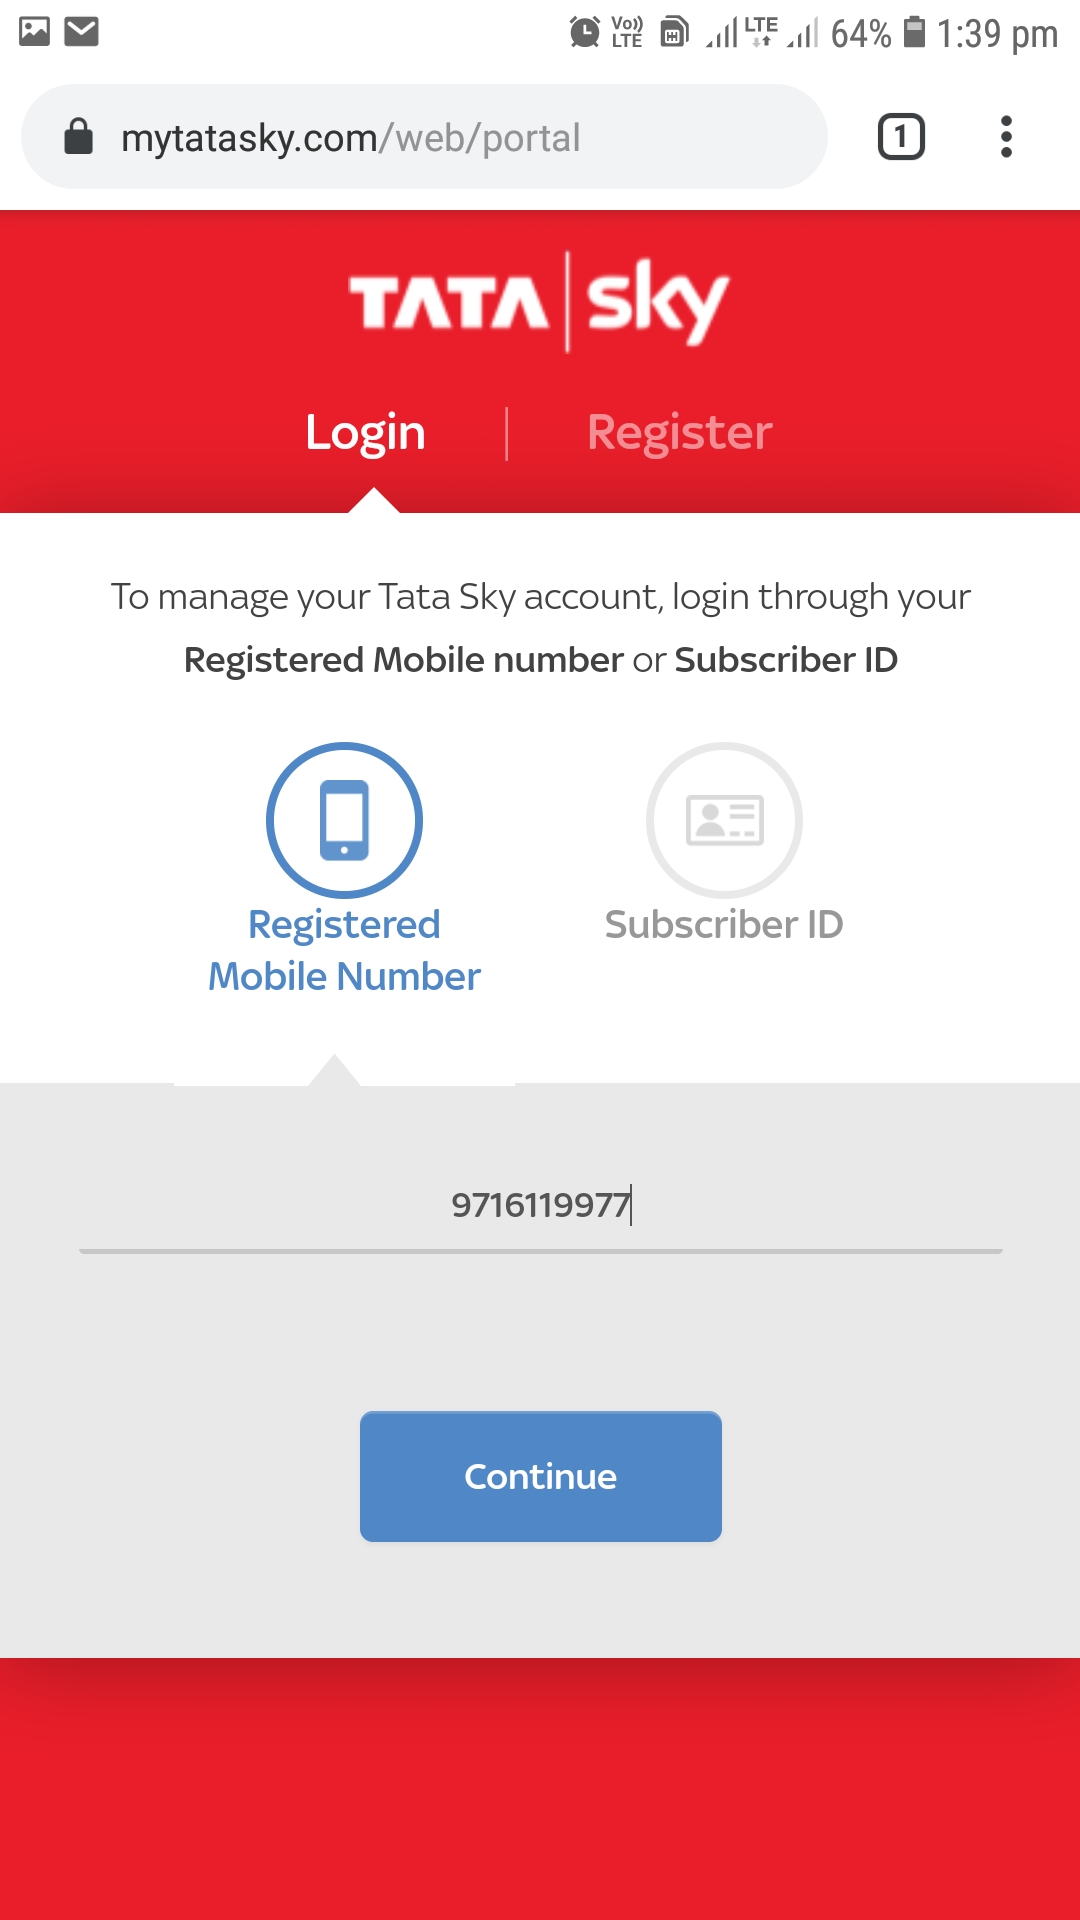 Vo)) LTE LTE 64% 1:39 pm
mytatasky.com/web/portal 1
TATA sky
Login Register
To manage your Tata Sky account, login through your
Registered Mobile number or Subscriber ID
Registered Subscriber ID
Mobile Number
9716119977
Continue